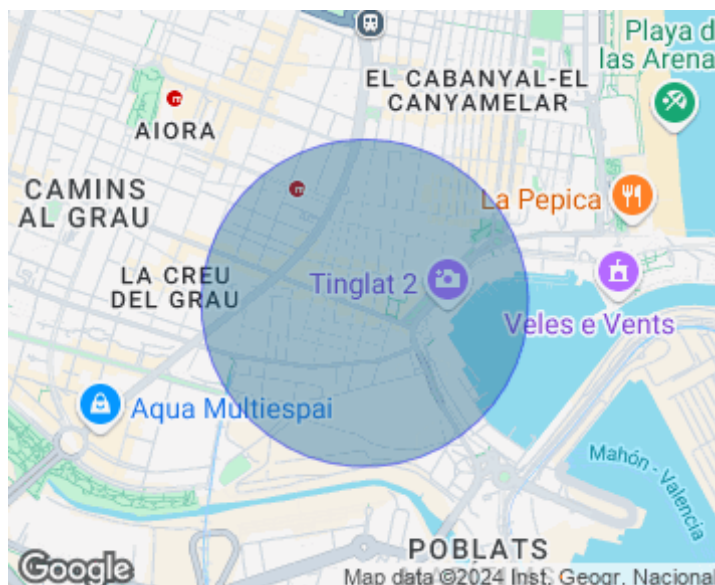 Playa d
las Arena
EL CABANYAL-EL
CANYAMELAR
AIORA
CAMINS
AL GRAU
La Pepica
LA CREU
DEL GRAU
Tinglat 2
Veles e Vents
Aqua Multiespai
Mahón - Valencia
POBLATS
Google
Map data ©2024 Inst. Geogr. Nacional